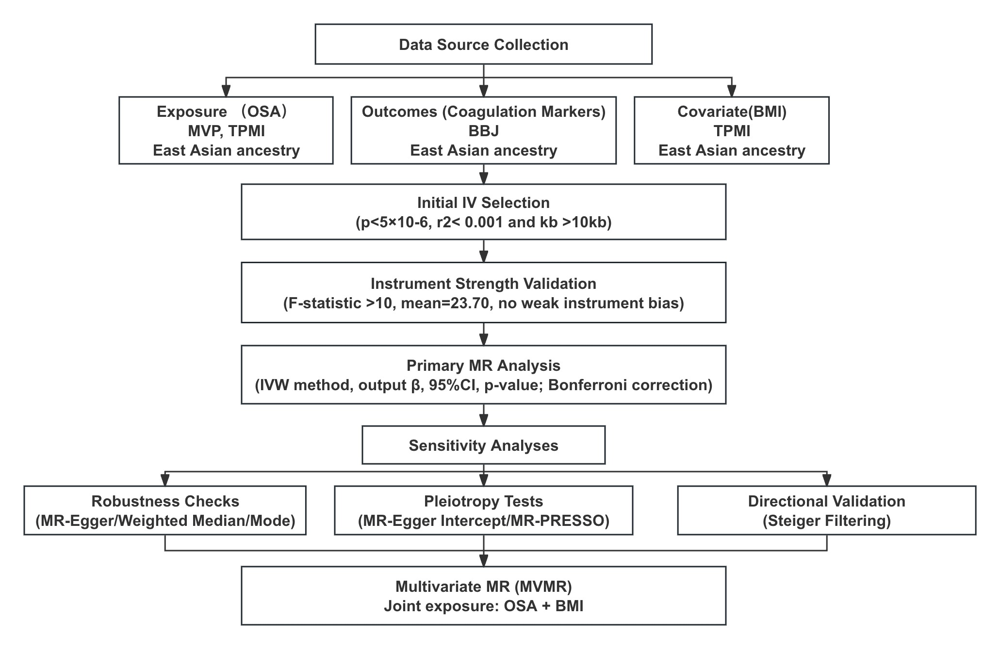 Data Source Collection
Exposure （OSA）
MVP, TPMI
East Asian ancestry
Outcomes (Coagulation Markers)
BBJ
East Asian ancestry
Covariate(BMI)
TPMI
East Asian ancestry
Initial IV Selection
(p<5×10-6, r2< 0.001 and kb >10kb)
Instrument Strength Validation
(F-statistic >10, mean=23.70, no weak instrument bias)
Primary MR Analysis
(IVW method, output β, 95%CI, p-value; Bonferroni correction)
Sensitivity Analyses
Robustness Checks
(MR-Egger/Weighted Median/Mode)
Pleiotropy Tests
(MR-Egger Intercept/MR-PRESSO)
Directional Validation
(Steiger Filtering)
Multivariate MR (MVMR)
Joint exposure: OSA + BMI